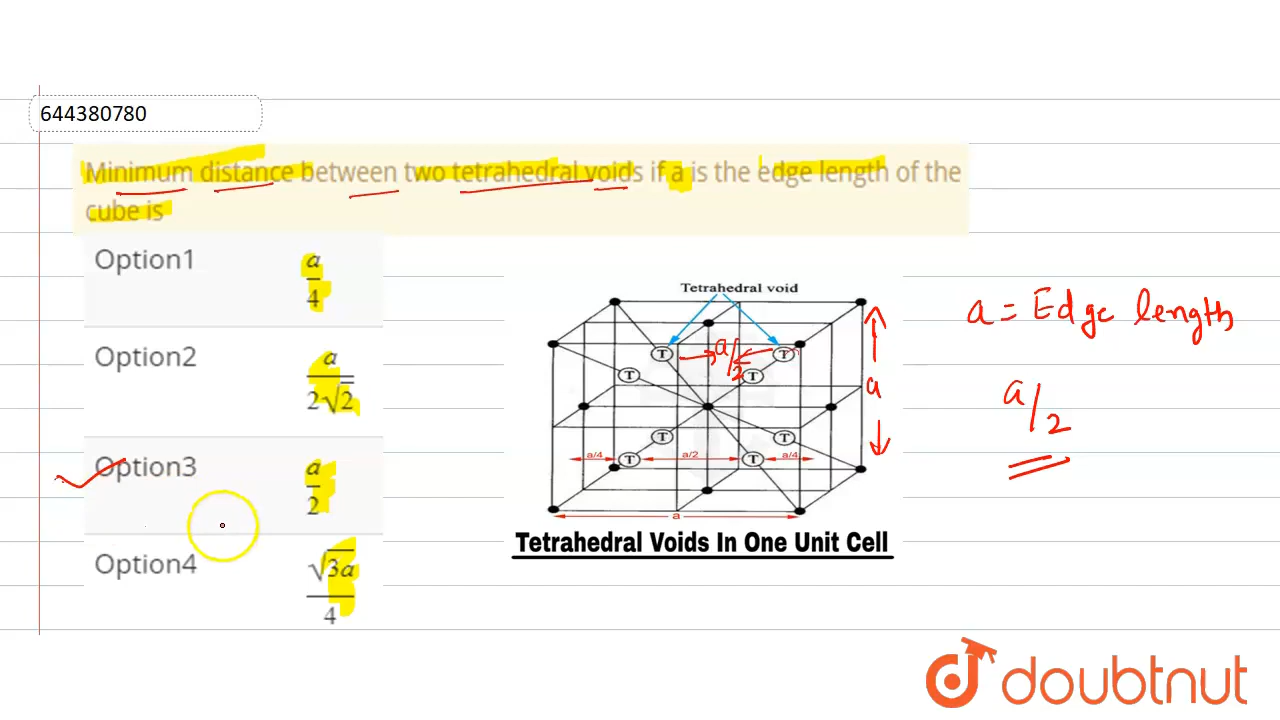 644380780
Minimum distance between two tetrahedral voids if a is the edge length of the
cube is
Option1 a/4
Option2 a/2√2
Option3 a/2
Option4 √3a/4
Tetrahedral void
T T
a/2
T T
T T
T T
a/4 a/2 a/4
a
a
Tetrahedral Voids In One Unit Cell
a = Edge length
a/2
doubtnut